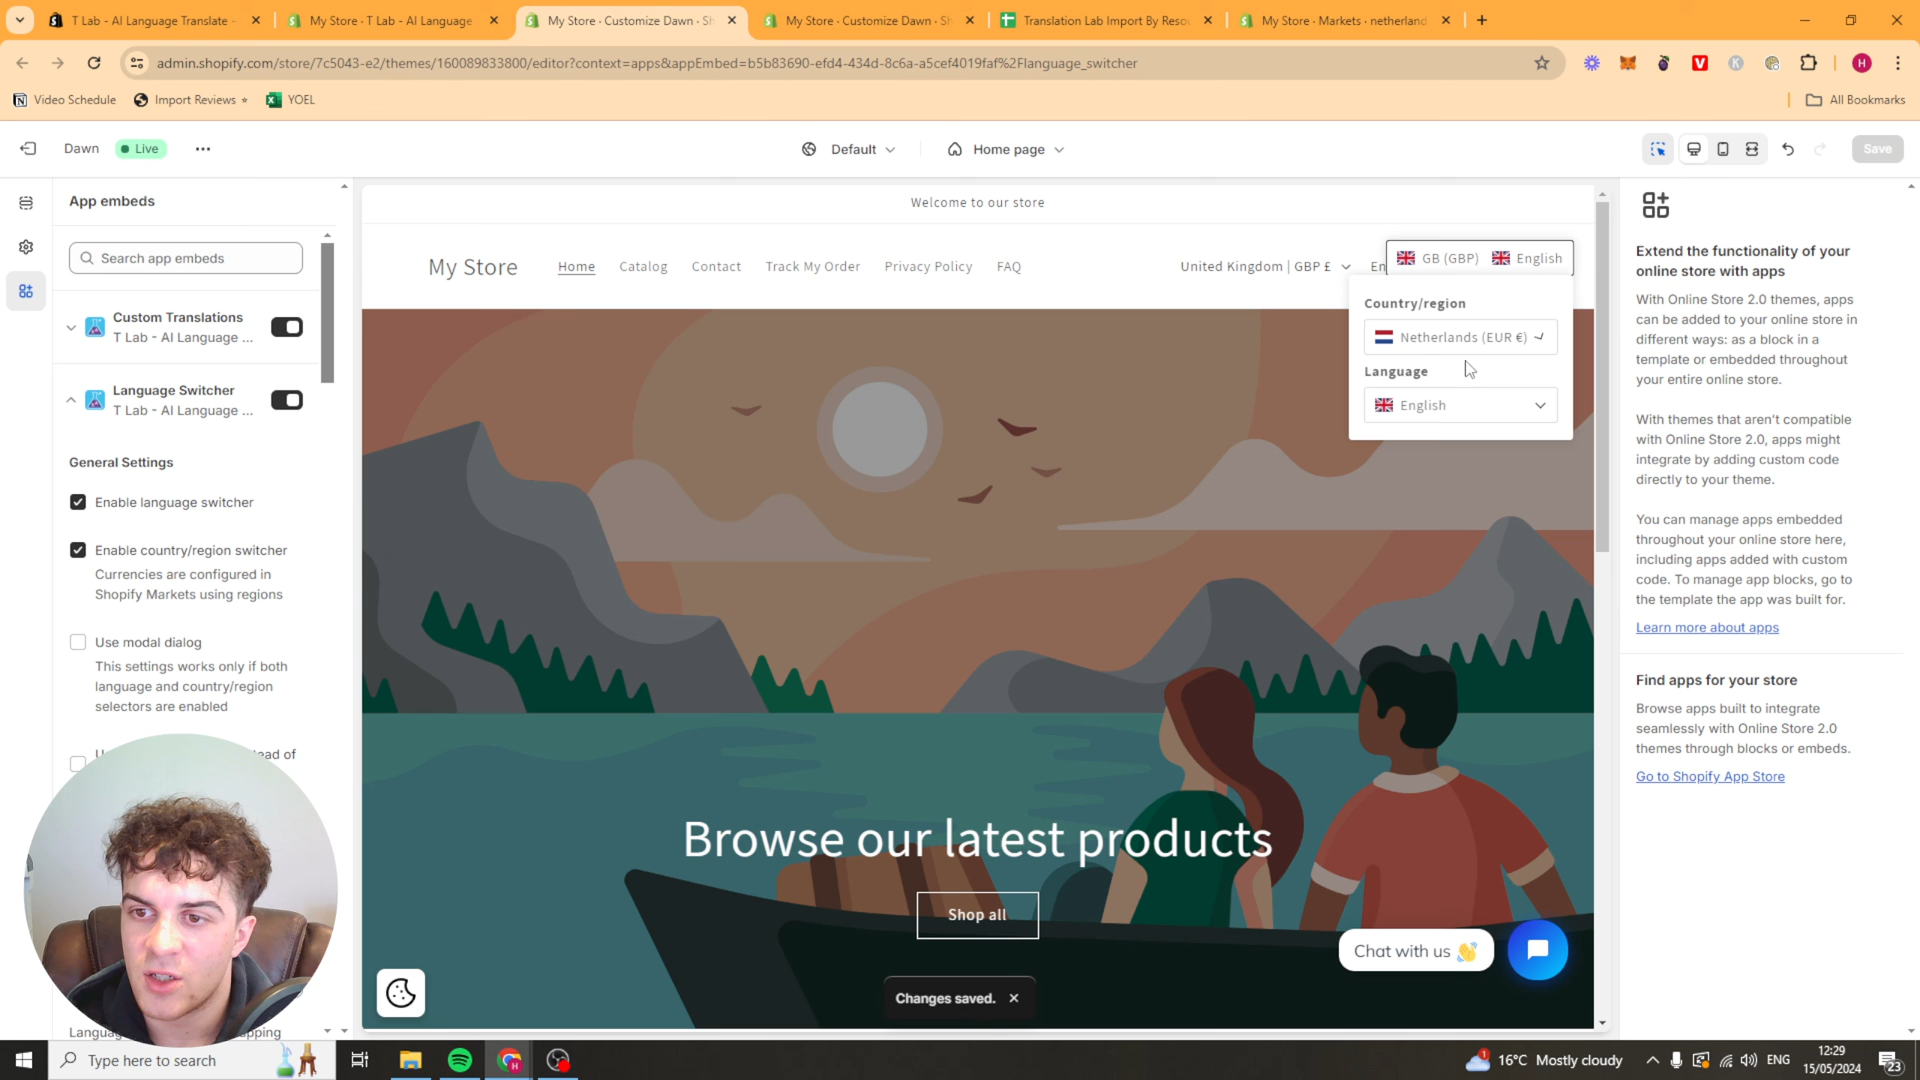 T Lab - AI Language Translate -
My Store · T Lab - AI Language
My Store · Customize Dawn · Sh
My Store · Customize Dawn · Sh
Translation Lab Import By Resou
My Store · Markets · netherland
admin.shopify.com/store/7c5043-e2/themes/160089833800/editor?context=apps&appEmbed=b5b83690-efd4-434d-8c6a-a5cef4019faf%2Flanguage_switcher
H
Video Schedule
Import Reviews
YOEL
All Bookmarks
Dawn
Live
Default
Home page
Save
App embeds
Search app embeds
Custom Translations
T Lab - AI Language ...
Language Switcher
T Lab - AI Language ...
General Settings
Enable language switcher
Enable country/region switcher
Currencies are configured in
Shopify Markets using regions
Use modal dialog
This settings works only if both
language and country/region
selectors are enabled
Welcome to our store
My Store
Home
Catalog
Contact
Track My Order
Privacy Policy
FAQ
United Kingdom | GBP £
En
GB (GBP)
English
Country/region
Netherlands (EUR €)
Language
English
Browse our latest products
Shop all
Chat with us 👋
Changes saved.
Extend the functionality of your
online store with apps
With Online Store 2.0 themes, apps
can be added to your online store in
different ways: as a block in a
template or embedded throughout
your entire online store.
With themes that aren't compatible
with Online Store 2.0, apps might
integrate by adding custom code
directly to your theme.
You can manage apps embedded
throughout your online store here,
including apps added with custom
code. To manage app blocks, go to
the template the app was built for.
Learn more about apps
Find apps for your store
Browse apps built to integrate
seamlessly with Online Store 2.0
themes through blocks or embeds.
Go to Shopify App Store
Type here to search
1
16°C Mostly cloudy
ENG
12:29
15/05/2024
23